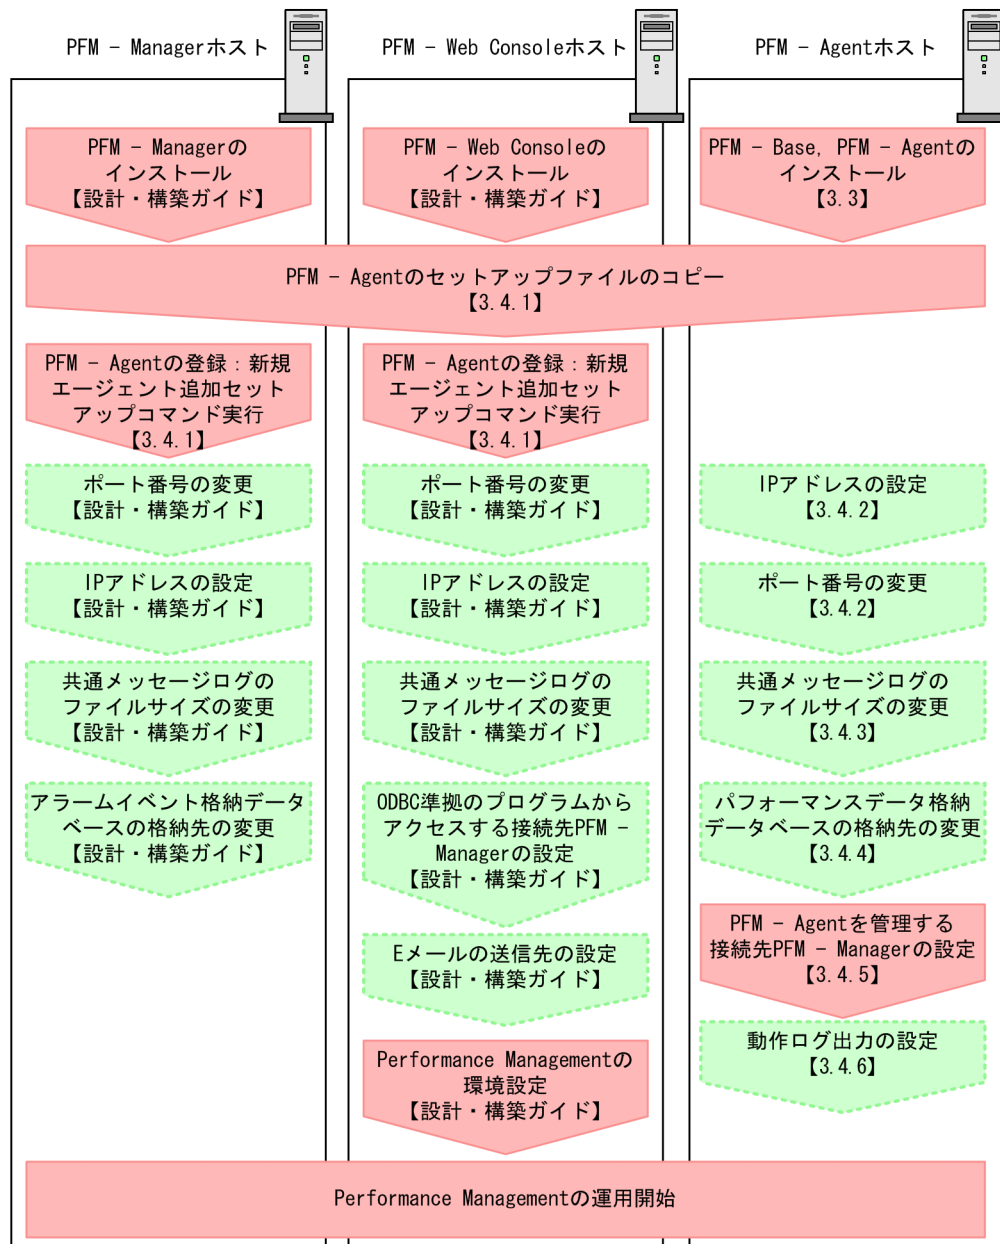 PFM － Managerホスト
PFM － Web Consoleホスト
PFM － Agentホスト
PFM － Managerの
インストール
【設計・構築ガイド】
PFM － Web Consoleの
インストール
【設計・構築ガイド】
PFM － Base, PFM － Agentの
インストール
【3.3】
PFM － Agentのセットアップファイルのコピー
【3.4.1】
PFM － Agentの登録：新規
エージェント追加セット
アップコマンド実行
【3.4.1】
PFM － Agentの登録：新規
エージェント追加セット
アップコマンド実行
【3.4.1】
ポート番号の変更
【設計・構築ガイド】
ポート番号の変更
【設計・構築ガイド】
IPアドレスの設定
【3.4.2】
IPアドレスの設定
【設計・構築ガイド】
IPアドレスの設定
【設計・構築ガイド】
ポート番号の変更
【3.4.2】
共通メッセージログの
ファイルサイズの変更
【設計・構築ガイド】
共通メッセージログの
ファイルサイズの変更
【設計・構築ガイド】
共通メッセージログの
ファイルサイズの変更
【3.4.3】
アラームイベント格納データ
ベースの格納先の変更
【設計・構築ガイド】
ODBC準拠のプログラムから
アクセスする接続先PFM －
Managerの設定
【設計・構築ガイド】
パフォーマンスデータ格納
データベースの格納先の変更
【3.4.4】
Eメールの送信先の設定
【設計・構築ガイド】
PFM － Agentを管理する
接続先PFM － Managerの設定
【3.4.5】
Performance Managementの
環境設定
【設計・構築ガイド】
動作ログ出力の設定
【3.4.6】
Performance Managementの運用開始